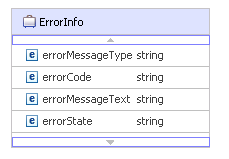 ErrorInfo
e errorMessageType string
e errorCode string
e errorMessageText string
e errorState string